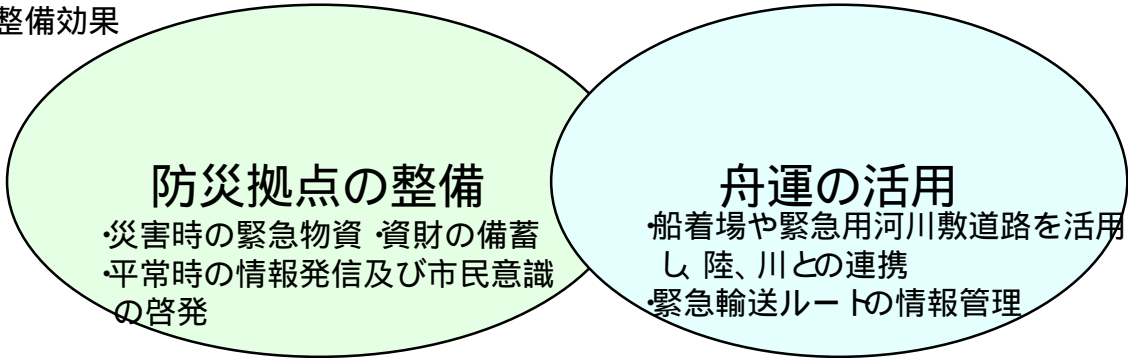 整備効果
防災拠点の整備
・災害時の緊急物資・資財の備蓄
・平常時の情報発信及び市民意識
の啓発
舟運の活用
・船着場や緊急用河川敷道路を活用
し、陸、川との連携
・緊急輸送ルートの情報管理